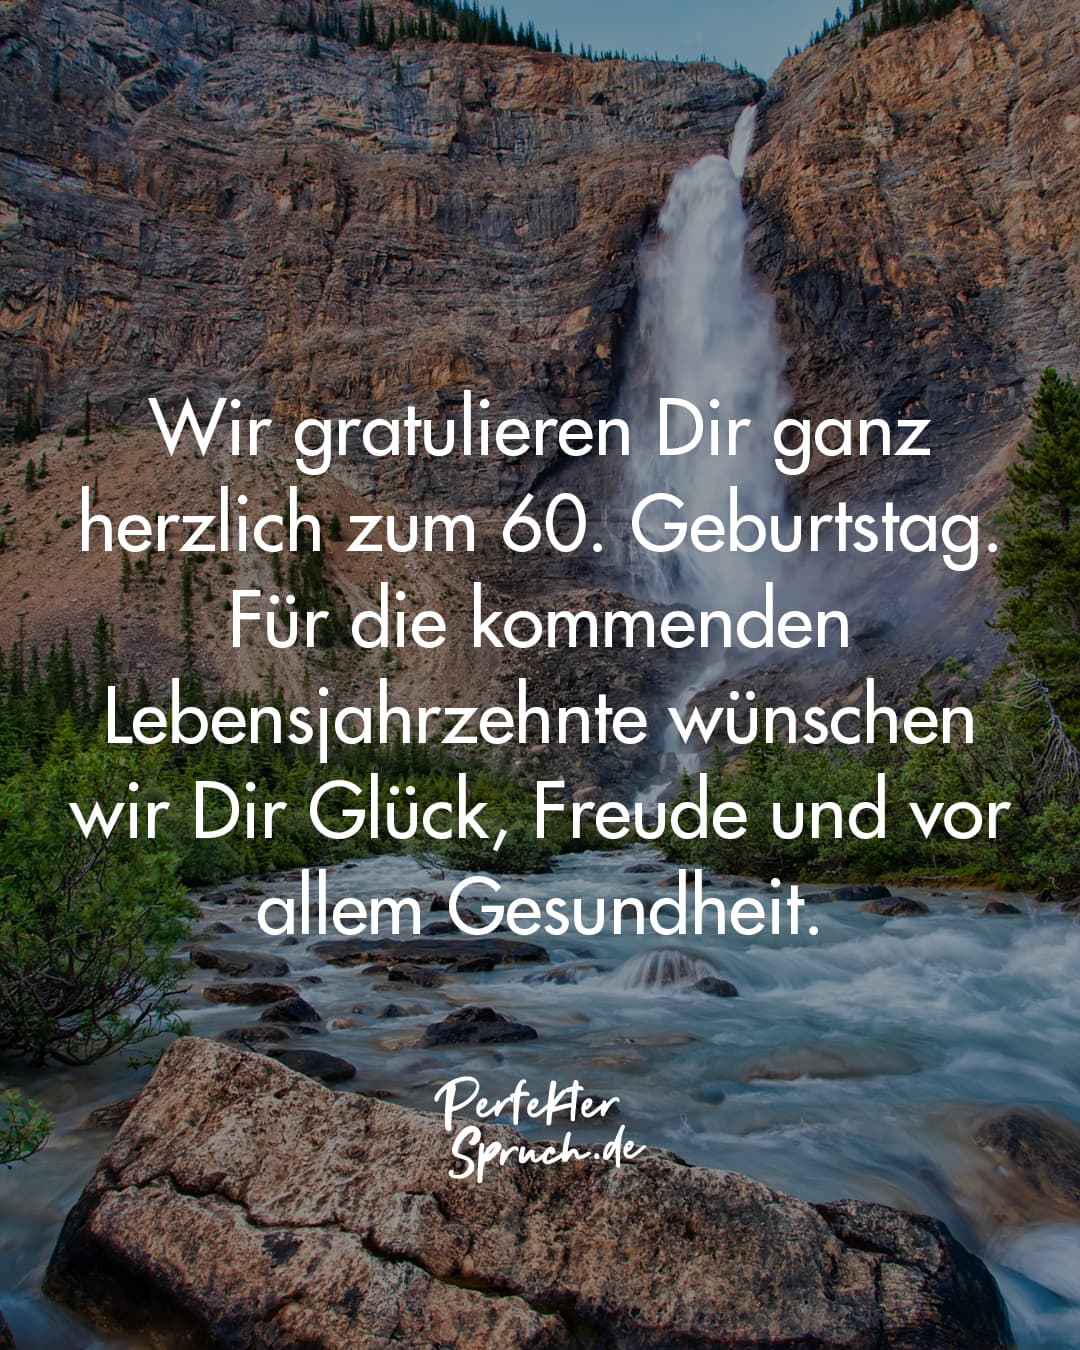 Wir gratulieren Dir ganz
herzlich zum 60. Geburtstag.
Für die kommenden
Lebensjahrzehnte wünschen
wir Dir Glück, Freude und vor
allem Gesundheit.
Perfekter
Spruch.de